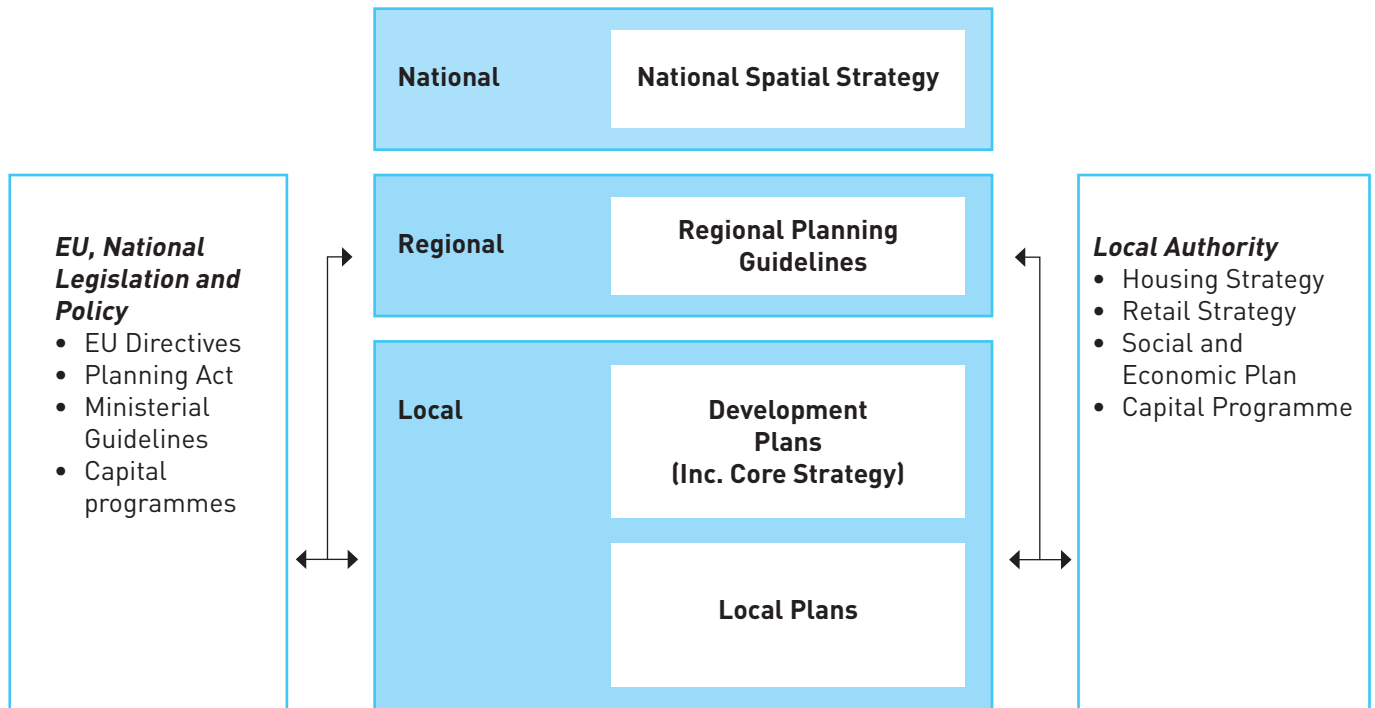 National
National Spatial Strategy
EU, National
Legislation and
Policy
• EU Directives
• Planning Act
• Ministerial
Guidelines
• Capital
programmes
Regional
Regional Planning
Guidelines
Local
Development
Plans
(Inc. Core Strategy)
Local Plans
Local Authority
• Housing Strategy
• Retail Strategy
• Social and
Economic Plan
• Capital Programme